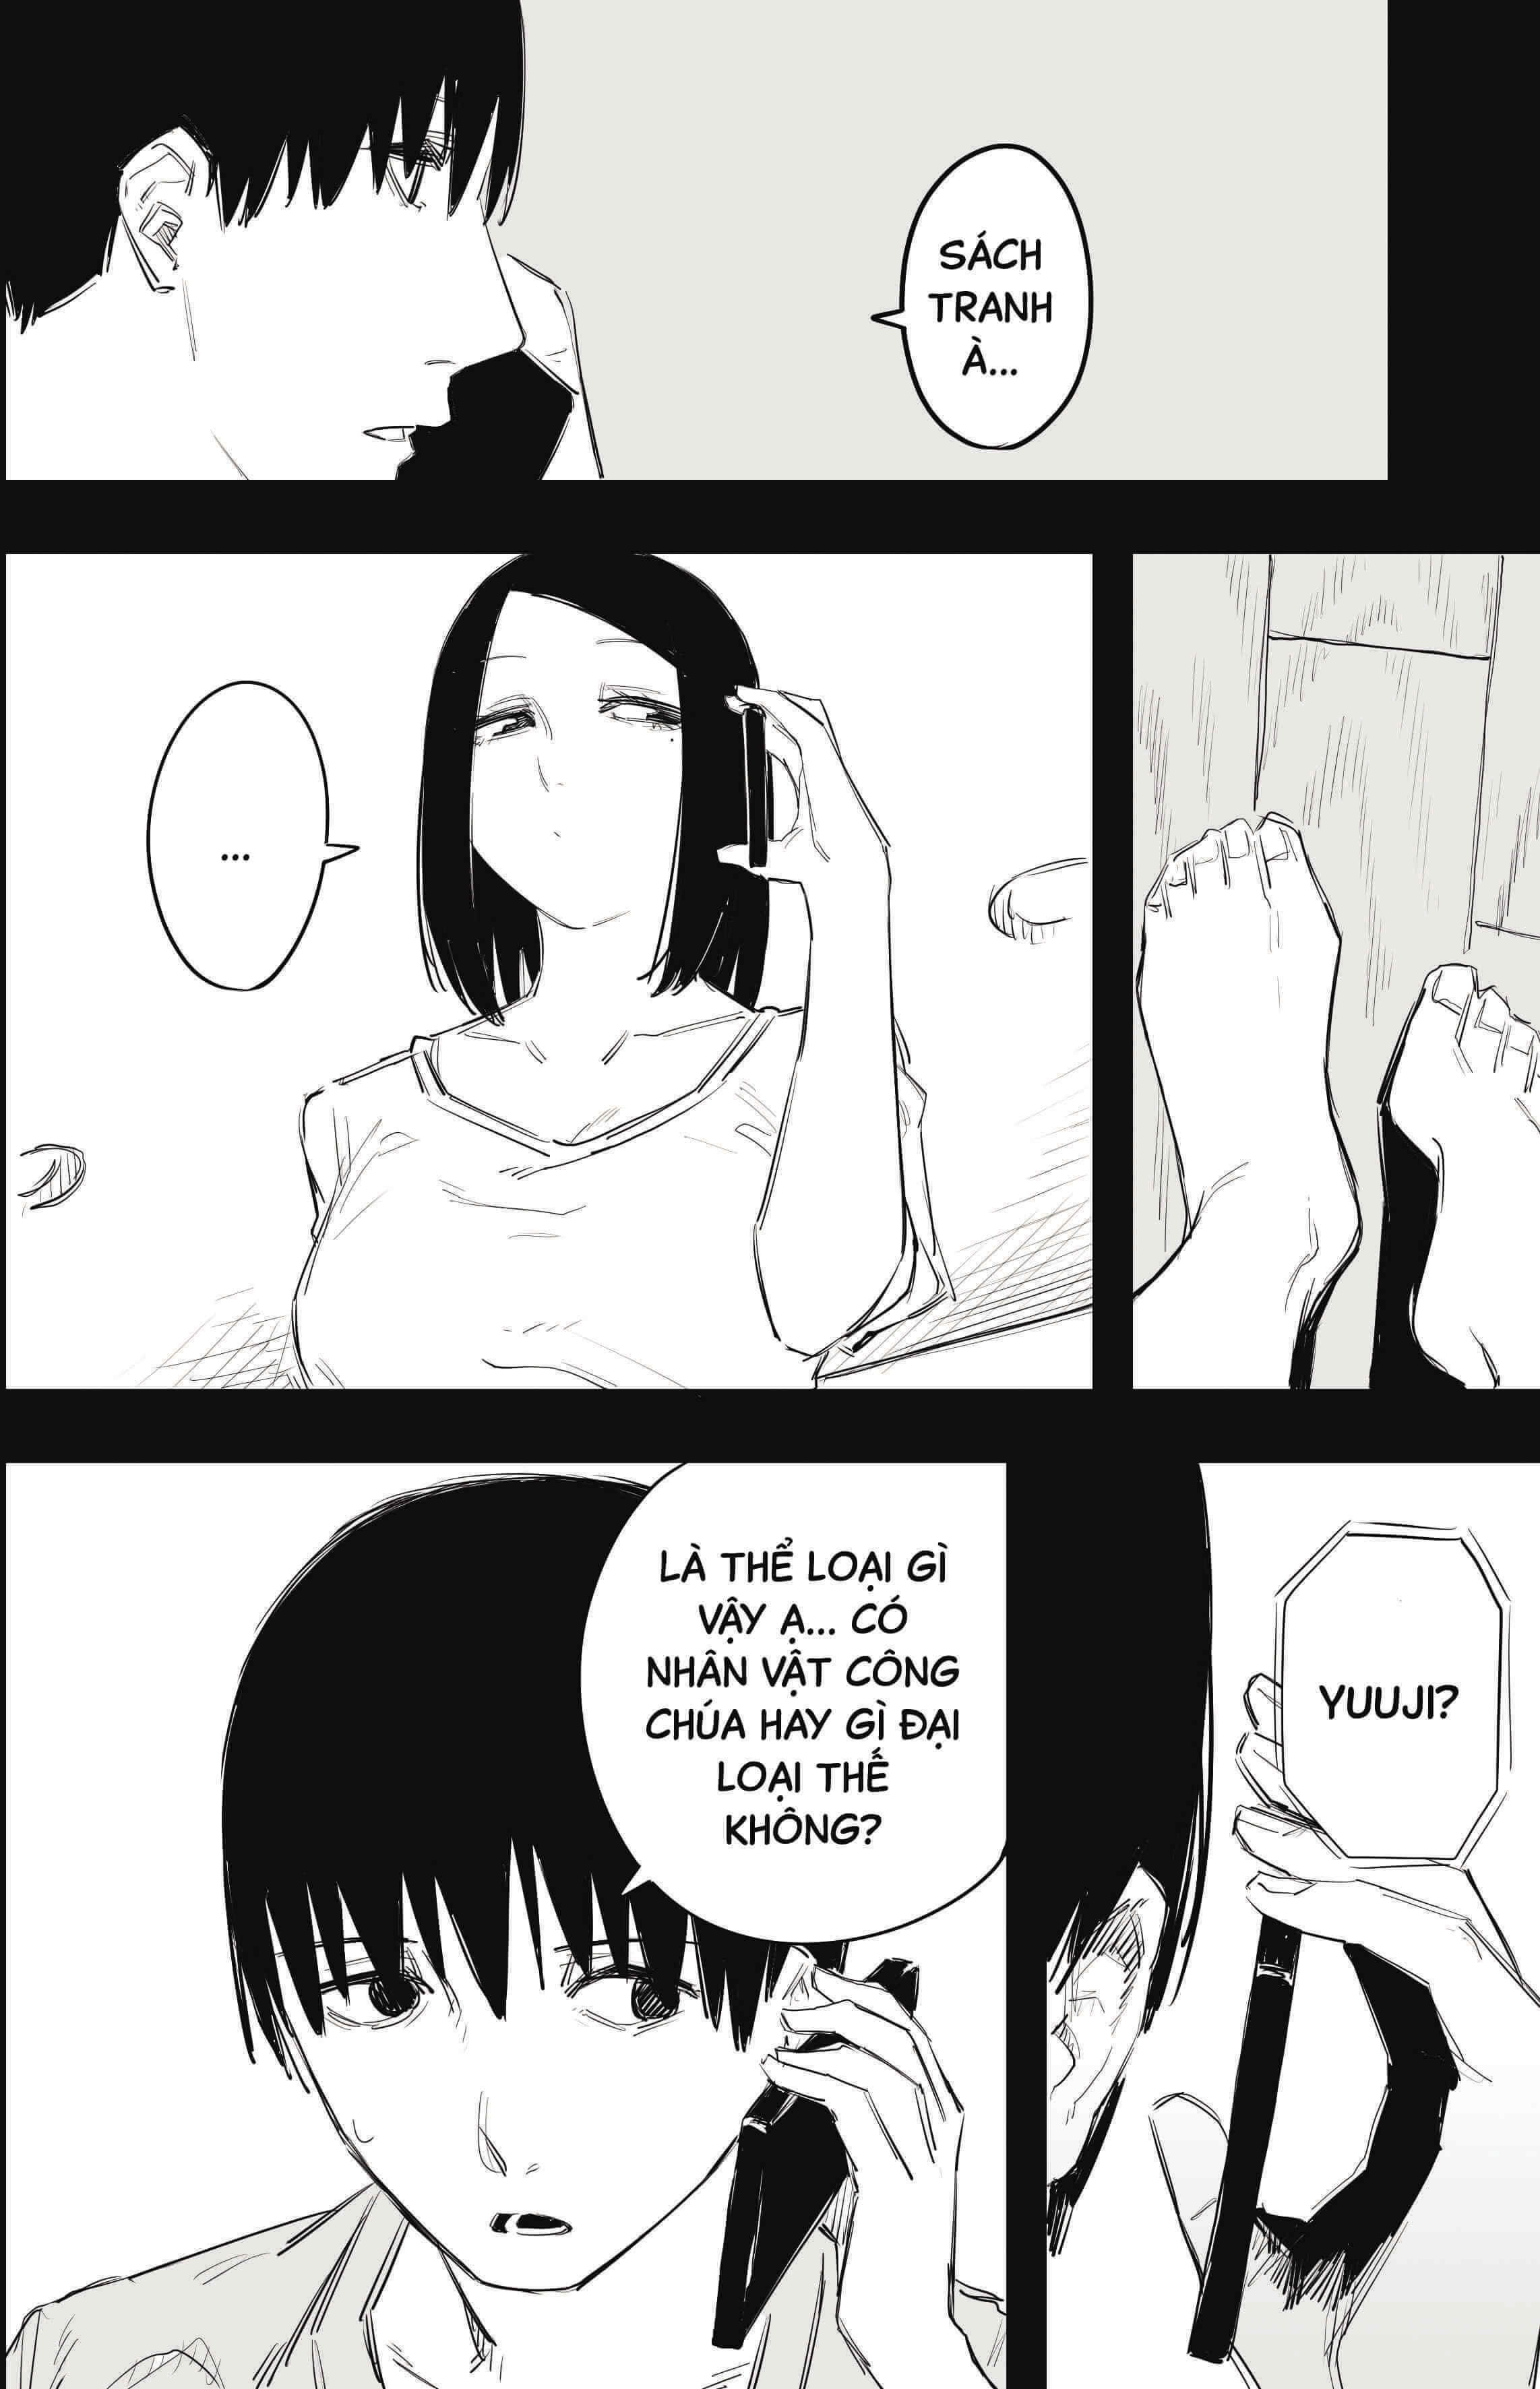 SÁCH
TRANH
À...
...
YUUJI?
LÀ THỂ LOẠI GÌ
VẬY Ạ... CÓ
NHÂN VẬT CÔNG
CHÚA HAY GÌ ĐẠI
LOẠI THẾ
KHÔNG?